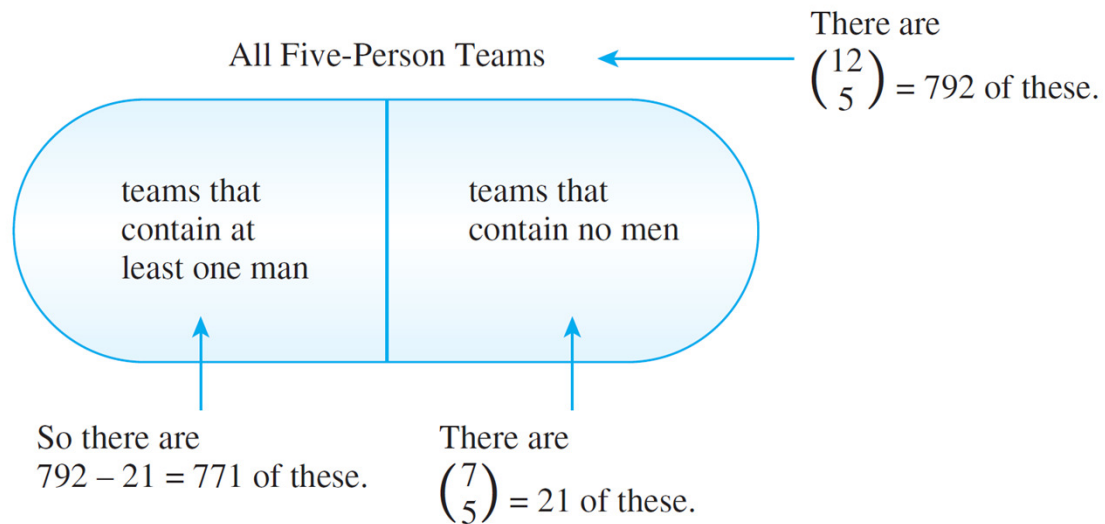 All Five-Person Teams
There are
(12
5) = 792 of these.
teams that
contain at
least one man
teams that
contain no men
So there are
792 – 21 = 771 of these.
There are
(7
5) = 21 of these.